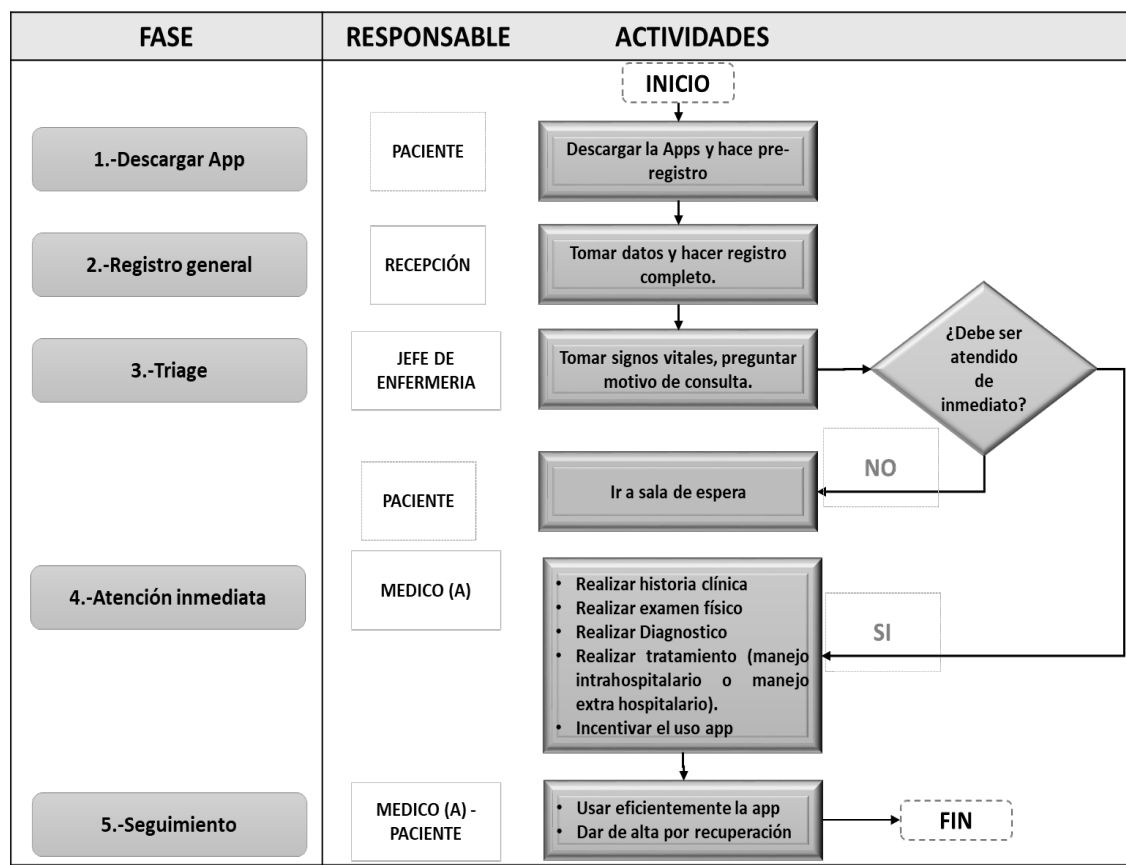 FASE
RESPONSABLE
ACTIVIDADES
INICIO
1.-Descargar App
PACIENTE
Descargar la Apps y hace pre-
registro
2.-Registro general
RECEPCIÓN
Tomar datos y hacer registro
completo.
3.-Triage
JEFE DE
ENFERMERIA
Tomar signos vitales, preguntar
motivo de consulta.
¿Debe ser
atendido
de
inmediato?
NO
PACIENTE
Ir a sala de espera
4.-Atención inmediata
MEDICO (A)
• Realizar historia clínica
• Realizar examen físico
• Realizar Diagnostico
• Realizar tratamiento (manejo
intrahospitalario o manejo
extra hospitalario).
• Incentivar el uso app
SI
5.-Seguimiento
MEDICO (A) -
PACIENTE
• Usar eficientemente la app
• Dar de alta por recuperación
FIN